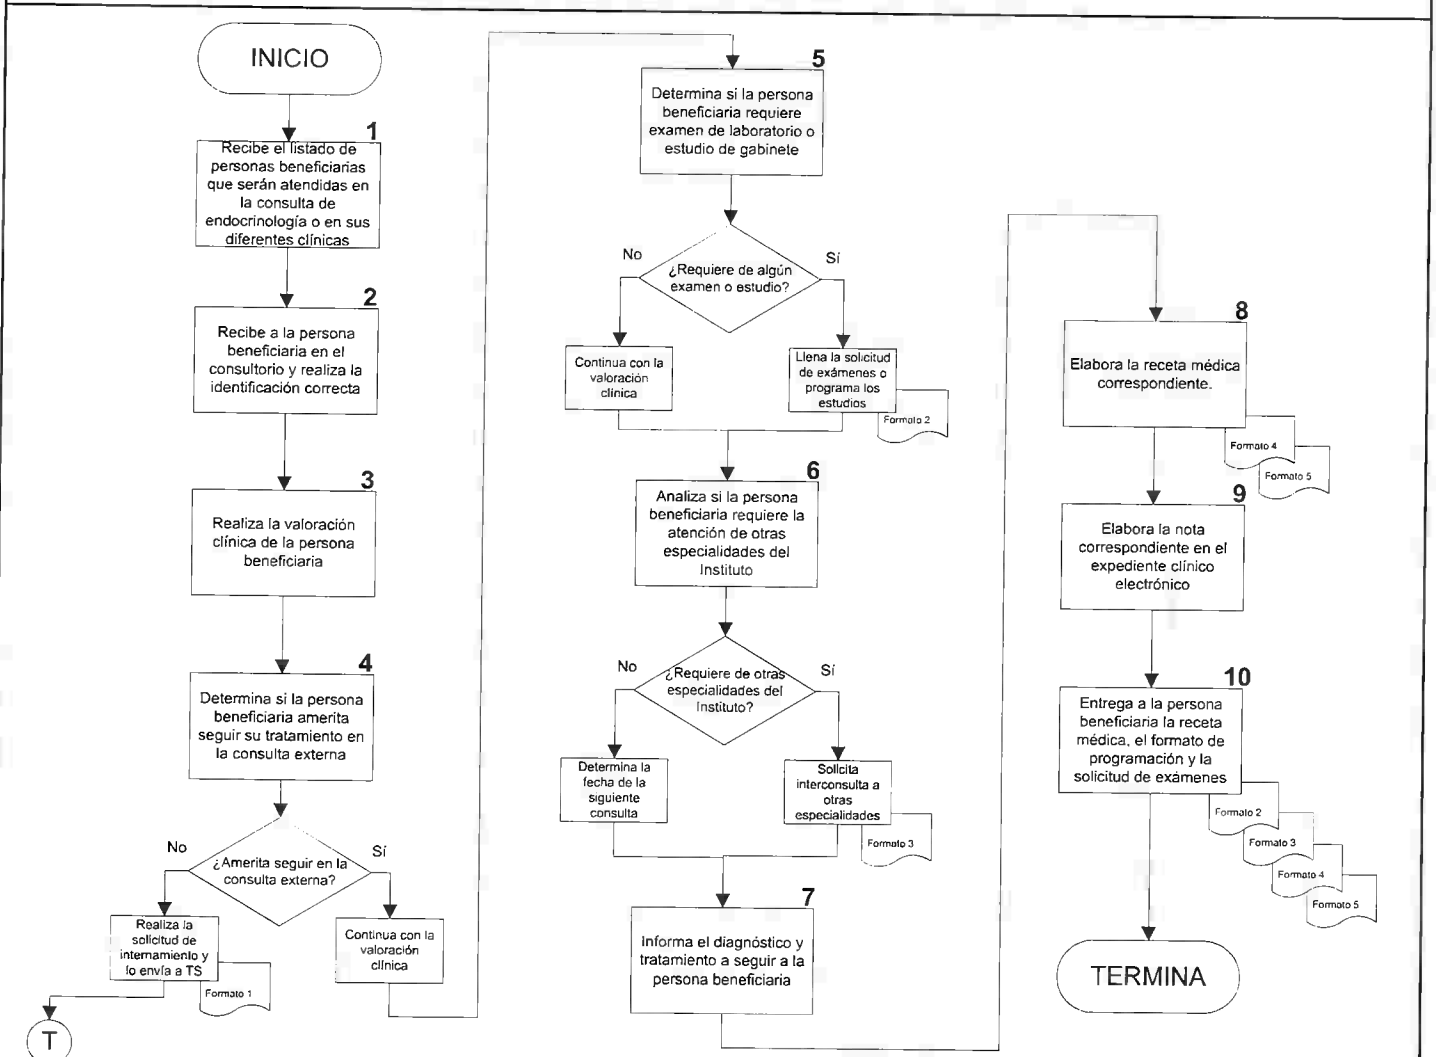 INICIO
1
Recibe el listado de
personas beneficiarias
que serán atendidas en
la consulta de
endocrinología o en sus
diferentes clínicas
2
Recibe a la persona
beneficiaria en el
consultorio y realiza la
identificación correcta
3
Realiza la valoración
clínica de la persona
beneficiaria
4
Determina si la persona
beneficiaria amerita
seguir su tratamiento en
la consulta externa
No
Sí
¿Amerita seguir en la
consulta externa?
Realiza la
solicitud de
internamiento y
lo envía a TS
Formato 1
T
Continua con la
valoración
clínica
5
Determina si la persona
beneficiaria requiere
examen de laboratorio o
estudio de gabinete
No
Sí
¿Requiere de algún
examen o estudio?
Continua con la
valoración
clínica
Llena la solicitud
de exámenes o
programa los
estudios
Formato 2
6
Analiza si la persona
beneficiaria requiere la
atención de otras
especialidades del
Instituto
No
Sí
¿Requiere de otras
especialidades del
Instituto?
Determina la
fecha de la
siguiente
consulta
Solicita
interconsulta a
otras
especialidades
Formato 3
7
Informa el diagnóstico y
tratamiento a seguir a la
persona beneficiaria
8
Elabora la receta médica
correspondiente.
Formato 4
Formato 5
9
Elabora la nota
correspondiente en el
expediente clínico
electrónico
10
Entrega a la persona
beneficiaria la receta
médica, el formato de
programación y la
solicitud de exámenes
Formato 2
Formato 3
Formato 4
Formato 5
TERMINA